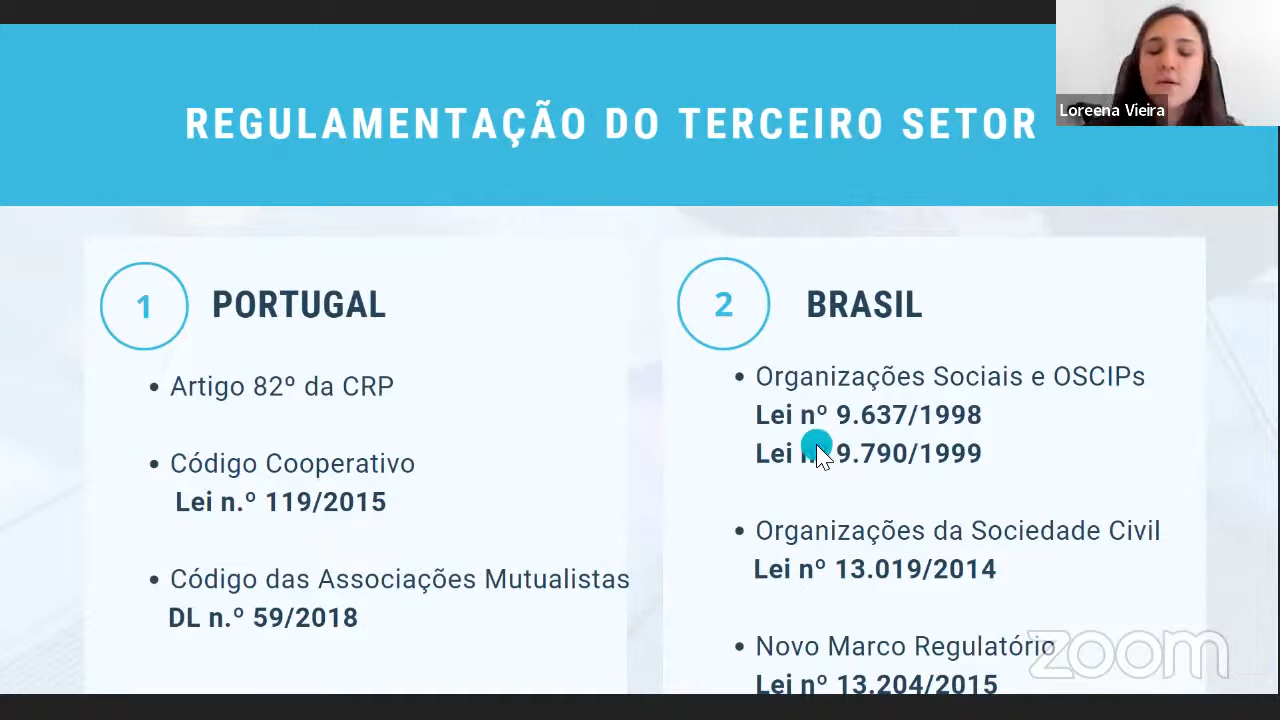 REGULAMENTAÇÃO DO TERCEIRO SETOR
Loreena Vieira
1 PORTUGAL
• Artigo 82º da CRP
• Código Cooperativo
Lei n.º 119/2015
• Código das Associações Mutualistas
DL n.º 59/2018
2 BRASIL
• Organizações Sociais e OSCIPs
Lei nº 9.637/1998
Lei nº 9.790/1999
• Organizações da Sociedade Civil
Lei nº 13.019/2014
• Novo Marco Regulatório
Lei nº 13.204/2015
zoom